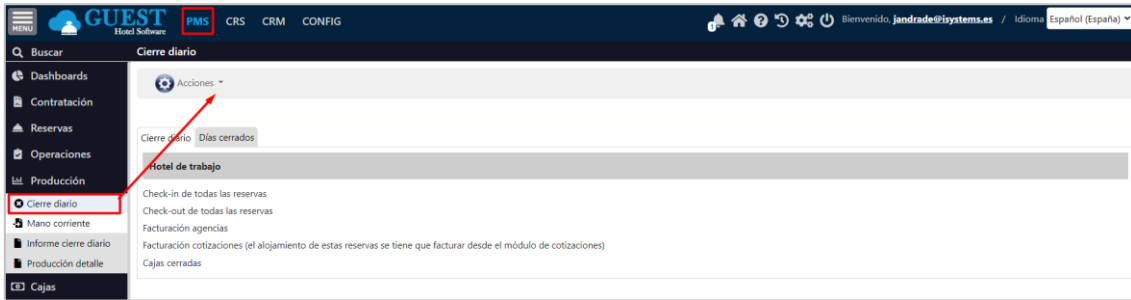 MENU GUEST Hotel Software PMS CRS CRM CONFIG 1 Bienvenido, jandrade@isystems.es / Idioma Español (España)
Buscar Cierre diario
Dashboards
Acciones
Contratación
Reservas
Cierre diario Días cerrados
Operaciones
Hotel de trabajo
Producción
Check-in de todas las reservas
Cierre diario
Check-out de todas las reservas
Mano corriente
Facturación agencias
Informe cierre diario
Facturación cotizaciones (el alojamiento de estas reservas se tiene que facturar desde el módulo de cotizaciones)
Producción detalle
Cajas cerradas
Cajas